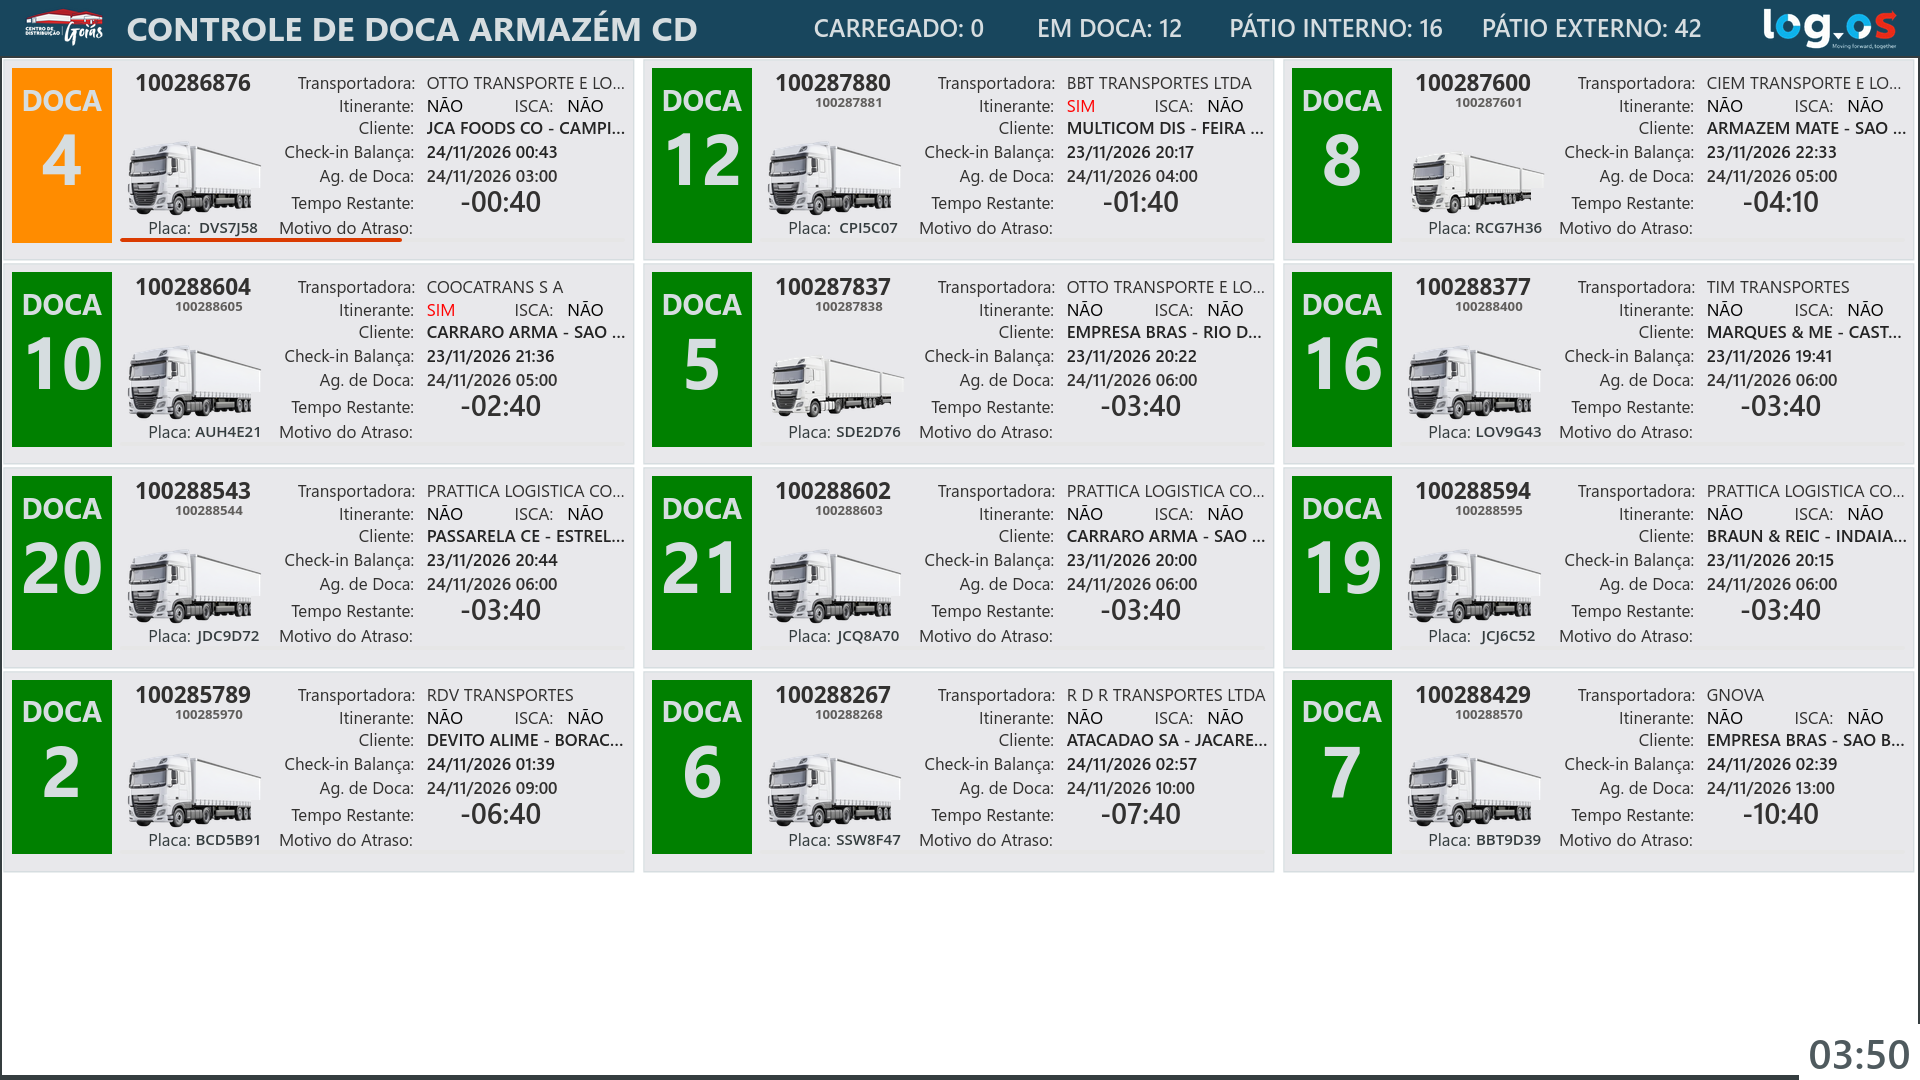 CENTRO DE DISTRIBUIÇÃO Goiás
CONTROLE DE DOCA ARMAZÉM CD
CARREGADO: 0
EM DOCA: 12
PÁTIO INTERNO: 16
PÁTIO EXTERNO: 42
log.os
Moving forward, together
DOCA
4
100286876
Transportadora: OTTO TRANSPORTE E LO...
Itinerante: NÃO ISCA: NÃO
Cliente: JCA FOODS CO - CAMPI...
Check-in Balança: 24/11/2026 00:43
Ag. de Doca: 24/11/2026 03:00
Tempo Restante: -00:40
Placa: DVS7J58 Motivo do Atraso:
DOCA
12
100287880
100287881
Transportadora: BBT TRANSPORTES LTDA
Itinerante: SIM ISCA: NÃO
Cliente: MULTICOM DIS - FEIRA ...
Check-in Balança: 23/11/2026 20:17
Ag. de Doca: 24/11/2026 04:00
Tempo Restante: -01:40
Placa: CPI5C07 Motivo do Atraso:
DOCA
8
100287600
100287601
Transportadora: CIEM TRANSPORTE E LO...
Itinerante: NÃO ISCA: NÃO
Cliente: ARMAZEM MATE - SAO ...
Check-in Balança: 23/11/2026 22:33
Ag. de Doca: 24/11/2026 05:00
Tempo Restante: -04:10
Placa: RCG7H36 Motivo do Atraso:
DOCA
10
100288604
100288605
Transportadora: COOCATRANS S A
Itinerante: SIM ISCA: NÃO
Cliente: CARRARO ARMA - SAO ...
Check-in Balança: 23/11/2026 21:36
Ag. de Doca: 24/11/2026 05:00
Tempo Restante: -02:40
Placa: AUH4E21 Motivo do Atraso:
DOCA
5
100287837
100287838
Transportadora: OTTO TRANSPORTE E LO...
Itinerante: NÃO ISCA: NÃO
Cliente: EMPRESA BRAS - RIO D...
Check-in Balança: 23/11/2026 20:22
Ag. de Doca: 24/11/2026 06:00
Tempo Restante: -03:40
Placa: SDE2D76 Motivo do Atraso:
DOCA
16
100288377
100288400
Transportadora: TIM TRANSPORTES
Itinerante: NÃO ISCA: NÃO
Cliente: MARQUES & ME - CAST...
Check-in Balança: 23/11/2026 19:41
Ag. de Doca: 24/11/2026 06:00
Tempo Restante: -03:40
Placa: LOV9G43 Motivo do Atraso:
DOCA
20
100288543
100288544
Transportadora: PRATTICA LOGISTICA CO...
Itinerante: NÃO ISCA: NÃO
Cliente: PASSARELA CE - ESTREL...
Check-in Balança: 23/11/2026 20:44
Ag. de Doca: 24/11/2026 06:00
Tempo Restante: -03:40
Placa: JDC9D72 Motivo do Atraso:
DOCA
21
100288602
100288603
Transportadora: PRATTICA LOGISTICA CO...
Itinerante: NÃO ISCA: NÃO
Cliente: CARRARO ARMA - SAO ...
Check-in Balança: 23/11/2026 20:00
Ag. de Doca: 24/11/2026 06:00
Tempo Restante: -03:40
Placa: JCQ8A70 Motivo do Atraso:
DOCA
19
100288594
100288595
Transportadora: PRATTICA LOGISTICA CO...
Itinerante: NÃO ISCA: NÃO
Cliente: BRAUN & REIC - INDAIA...
Check-in Balança: 23/11/2026 20:15
Ag. de Doca: 24/11/2026 06:00
Tempo Restante: -03:40
Placa: JCJ6C52 Motivo do Atraso:
DOCA
2
100285789
100285970
Transportadora: RDV TRANSPORTES
Itinerante: NÃO ISCA: NÃO
Cliente: DEVITO ALIME - BORAC...
Check-in Balança: 24/11/2026 01:39
Ag. de Doca: 24/11/2026 09:00
Tempo Restante: -06:40
Placa: BCD5B91 Motivo do Atraso:
DOCA
6
100288267
100288268
Transportadora: R D R TRANSPORTES LTDA
Itinerante: NÃO ISCA: NÃO
Cliente: ATACADAO SA - JACARE...
Check-in Balança: 24/11/2026 02:57
Ag. de Doca: 24/11/2026 10:00
Tempo Restante: -07:40
Placa: SSW8F47 Motivo do Atraso:
DOCA
7
100288429
100288570
Transportadora: GNOVA
Itinerante: NÃO ISCA: NÃO
Cliente: EMPRESA BRAS - SAO B...
Check-in Balança: 24/11/2026 02:39
Ag. de Doca: 24/11/2026 13:00
Tempo Restante: -10:40
Placa: BBT9D39 Motivo do Atraso:
03:50